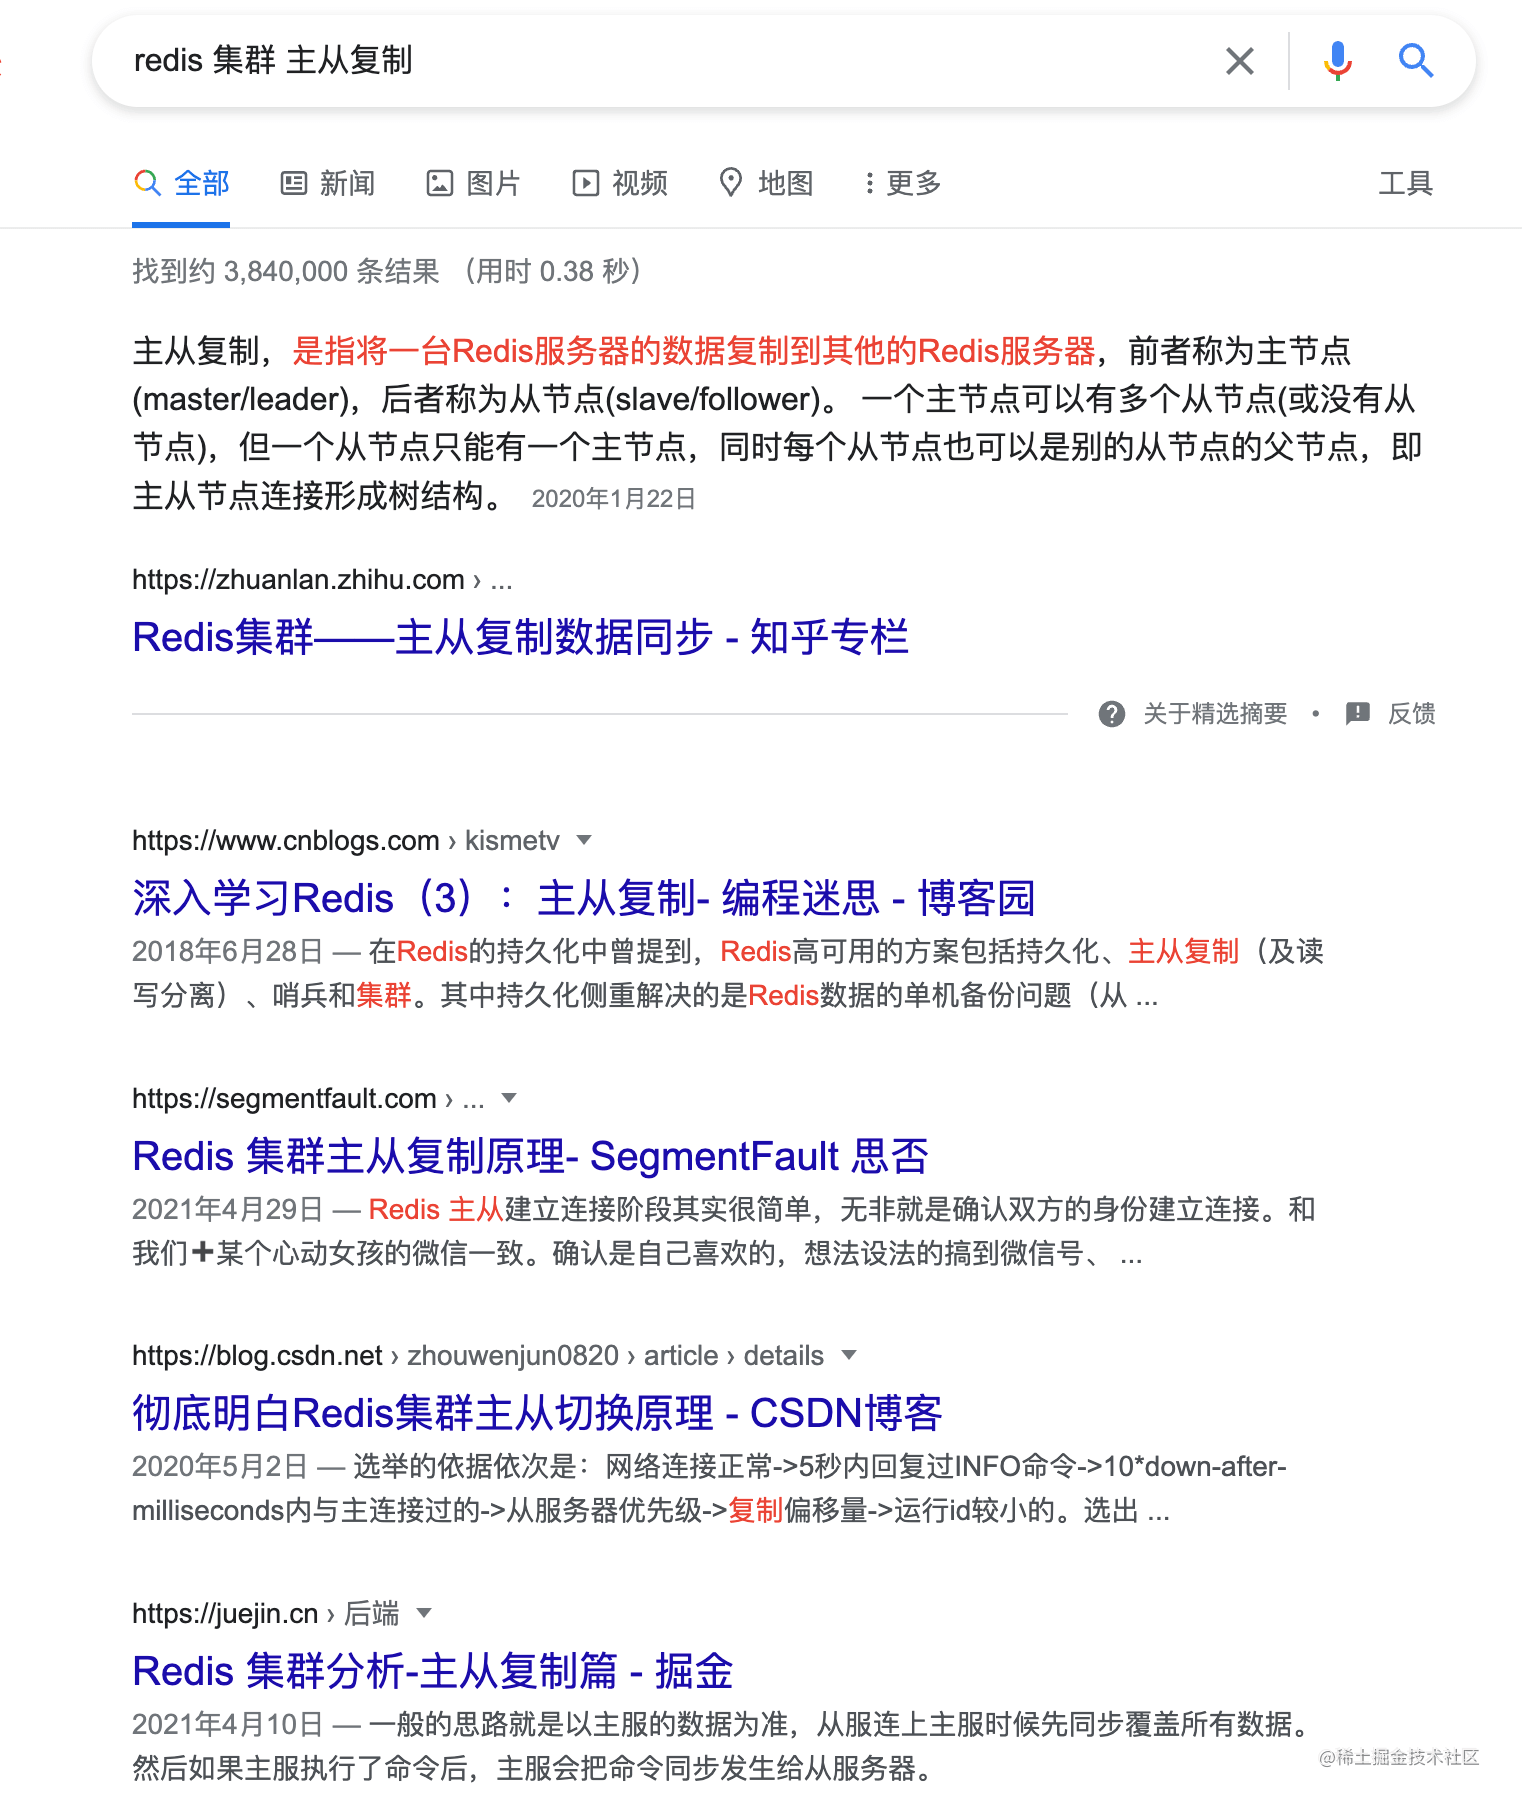 redis 集群 主从复制
全部 新闻 图片 视频 地图 更多 工具
找到约 3,840,000 条结果 （用时 0.38 秒）
主从复制，是指将一台Redis服务器的数据复制到其他的Redis服务器，前者称为主节点
(master/leader)，后者称为从节点(slave/follower)。 一个主节点可以有多个从节点(或没有从
节点)，但一个从节点只能有一个主节点，同时每个从节点也可以是别的从节点的父节点，即
主从节点连接形成树结构。 2020年1月22日
https://zhuanlan.zhihu.com › ...
Redis集群——主从复制数据同步 - 知乎专栏
关于精选摘要 • 反馈
https://www.cnblogs.com › kismetv
深入学习Redis（3）：主从复制- 编程迷思 - 博客园
2018年6月28日 — 在Redis的持久化中曾提到，Redis高可用的方案包括持久化、主从复制（及读
写分离）、哨兵和集群。其中持久化侧重解决的是Redis数据的单机备份问题（从 ...
https://segmentfault.com › ...
Redis 集群主从复制原理- SegmentFault 思否
2021年4月29日 — Redis 主从建立连接阶段其实很简单，无非就是确认双方的身份建立连接。和
我们➕某个心动女孩的微信一致。确认是自己喜欢的，想法设法的搞到微信号、 ...
https://blog.csdn.net › zhouwenjun0820 › article › details
彻底明白Redis集群主从切换原理 - CSDN博客
2020年5月2日 — 选举的依据依次是：网络连接正常->5秒内回复过INFO命令->10*down-after-
milliseconds内与主连接过的->从服务器优先级->复制偏移量->运行id较小的。选出 ...
https://juejin.cn › 后端
Redis 集群分析-主从复制篇 - 掘金
2021年4月10日 — 一般的思路就是以主服的数据为准，从服连上主服时候先同步覆盖所有数据。
然后如果主服执行了命令后，主服会把命令同步发生给从服务器。
@稀土掘金技术社区